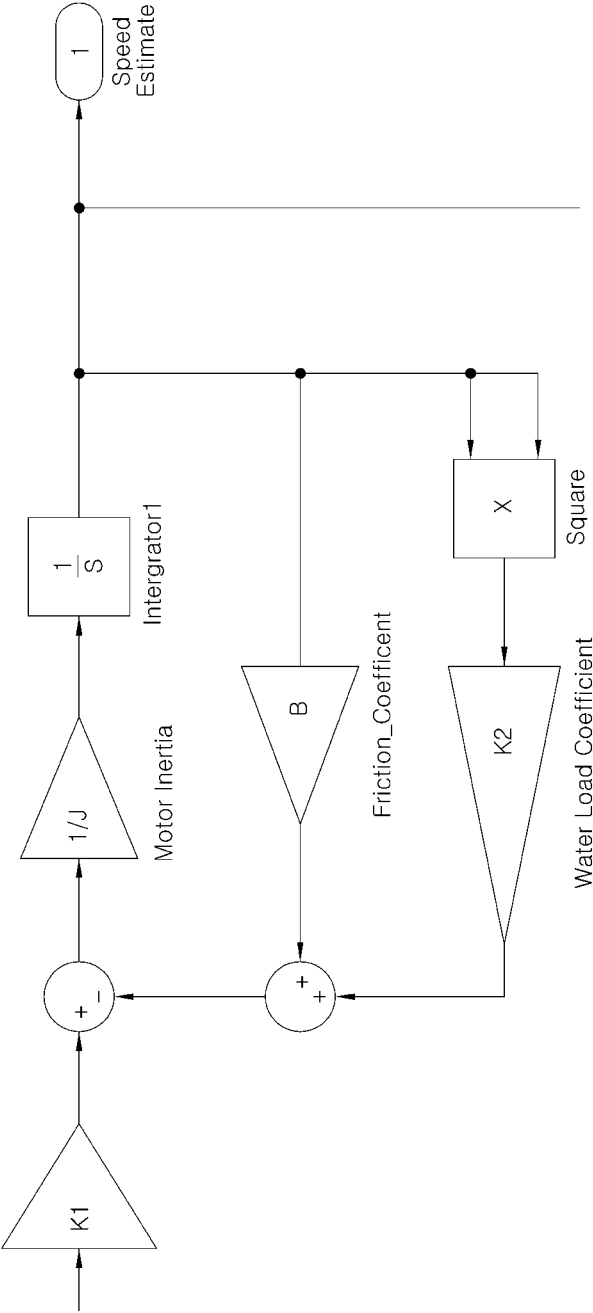 K1
+
−
1/J
Motor Inertia
1
S
Intergrator1
1
Speed
Estimate
+
+
B
Friction_Coefficent
X
Square
K2
Water Load Coefficient